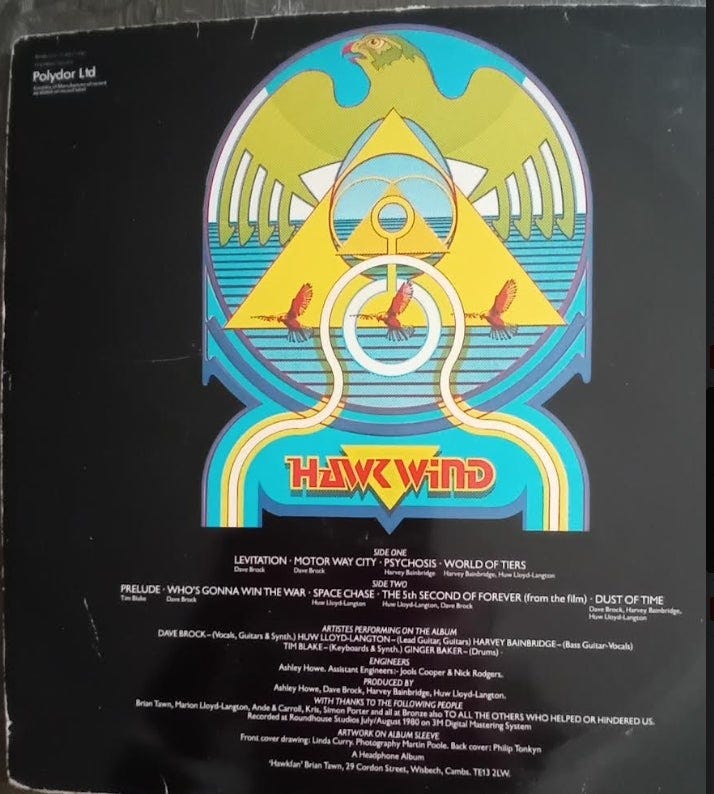 Polydor Ltd
HAWKWIND
SIDE ONE
LEVITATION · MOTOR WAY CITY · PSYCHOSIS · WORLD OF TIERS
Dave Brock Dave Brock Harvey Bainbridge Harvey Bainbridge, Huw Lloyd-Langton
SIDE TWO
PRELUDE · WHO'S GONNA WIN THE WAR · SPACE CHASE · THE 5th SECOND OF FOREVER (from the film) · DUST OF TIME
Tim Blake Dave Brock Huw Lloyd-Langton Huw Lloyd-Langton, Dave Brock Dave Brock, Harvey Bainbridge,
Huw Lloyd-Langton
ARTISTES PERFORMING ON THE ALBUM
DAVE BROCK–(Vocals, Guitars & Synth.) HUW LLOYD-LANGTON–(Lead Guitar, Guitars) HARVEY BAINBRIDGE–(Bass Guitar-Vocals)
TIM BLAKE–(Keyboards & Synth.) GINGER BAKER–(Drums)·
ENGINEERS
Ashley Howe. Assistant Engineers:- Jools Cooper & Nick Rodgers.
PRODUCED BY
Ashley Howe, Dave Brock, Harvey Bainbridge, Huw Lloyd-Langton.
WITH THANKS TO THE FOLLOWING PEOPLE
Brian Tawn, Marion Lloyd-Langton, Ande & Carroll, Kris, Simon Porter and all at Bronze also TO ALL THE OTHERS WHO HELPED OR HINDERED US.
Recorded at Roundhouse Studios July/August 1980 on 3M Digital Mastering System
ARTWORK ON ALBUM SLEEVE
Front cover drawing: Linda Curry. Photography Martin Poole. Back cover: Philip Tonkyn
A Headphone Album
'Hawkfan' Brian Tawn, 29 Cordon Street, Wisbech, Cambs. TE13 2LW.